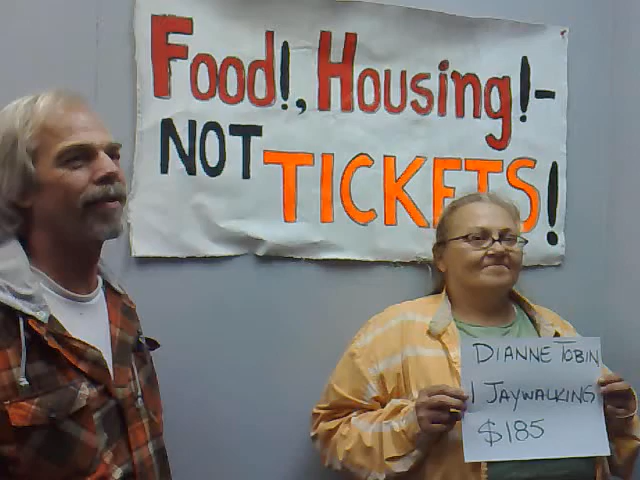 Food!, Housing!-
NOT TICKETS!
DIANNE TOBIN
1 JAYWALKING
$185